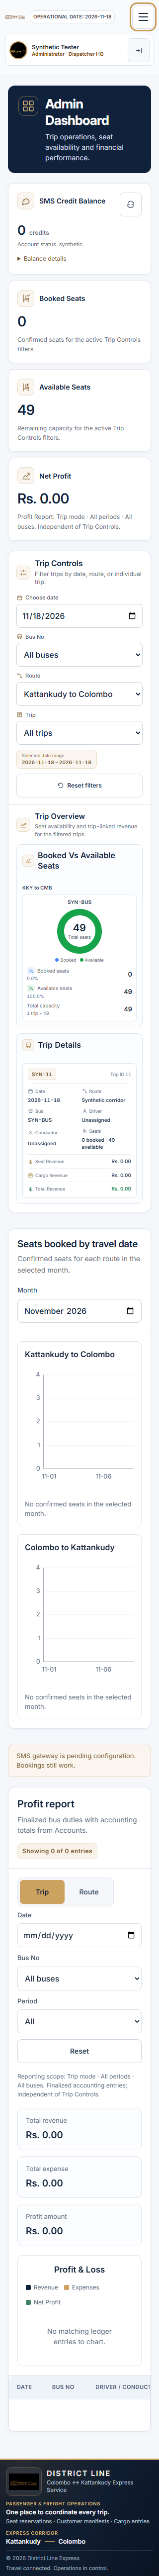 OPERATIONAL DATE: 2026-11-18
Synthetic Tester
Administrator · Dispatcher HQ
Admin
Dashboard
Trip operations, seat
availability and financial
performance.
SMS Credit Balance
0 credits
Account status: synthetic
▶ Balance details
Booked Seats
0
Confirmed seats for the active Trip Controls
filters.
Available Seats
49
Remaining capacity for the active Trip
Controls filters.
Net Profit
Rs. 0.00
Profit Report: Trip mode · All periods · All
buses. Independent of Trip Controls.
Trip Controls
Filter trips by date, route, or individual
trip.
Choose date
11/18/2026
Bus No
All buses
Route
Kattankudy to Colombo
Trip
All trips
Selected date range
2026-11-18 – 2026-11-18
Reset filters
Trip Overview
Seat availability and trip-linked revenue
for the filtered trips.
Booked Vs Available
Seats
KKY to CMB
SYN-BUS
49
Total seats
Booked
Available
Booked seats
0
0.0%
Available seats
49
100.0%
Total capacity
49
1 trip × 49
Trip Details
SYN-11
Trip ID 11
Date
2026-11-18
Route
Synthetic corridor
Bus
SYN-BUS
Driver
Unassigned
Conductor
Unassigned
Seats
0 booked · 49
available
Seat Revenue
Rs. 0.00
Cargo Revenue
Rs. 0.00
Total Revenue
Rs. 0.00
Seats booked by travel date
Confirmed seats for each route in the
selected month.
Month
November 2026
Kattankudy to Colombo
4
3
2
1
0
11-01
11-06
No confirmed seats in the selected
month.
Colombo to Kattankudy
4
3
2
1
0
11-01
11-06
No confirmed seats in the selected
month.
SMS gateway is pending configuration.
Bookings still work.
Profit report
Finalized bus duties with accounting
totals from Accounts.
Showing 0 of 0 entries
Trip
Route
Date
mm/dd/yyyy
Bus No
All buses
Period
All
Reset
Reporting scope: Trip mode · All periods ·
All buses. Finalized accounting entries;
independent of Trip Controls.
Total revenue
Rs. 0.00
Total expense
Rs. 0.00
Profit amount
Rs. 0.00
Profit & Loss
Revenue
Expenses
Net Profit
No matching ledger
entries to chart.
DATE
BUS NO
DRIVER / CONDUCT
DISTRICT LINE
Colombo ↔ Kattankudy Express
Service
PASSENGER & FREIGHT OPERATIONS
One place to coordinate every trip.
Seat reservations · Customer manifests · Cargo entries
EXPRESS CORRIDOR
Kattankudy — Colombo
© 2026 District Line Express
Travel connected. Operations in control.